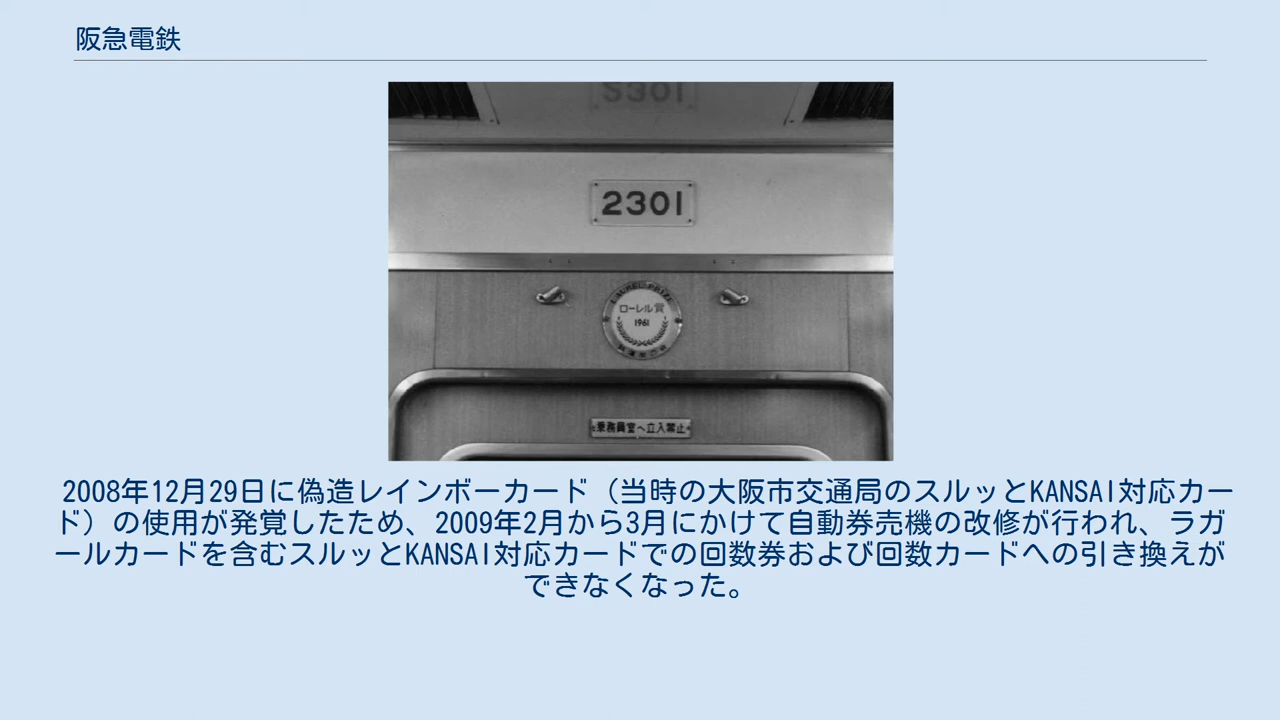 阪急電鉄
S301
2301
LAUREL PRIZE
ローレル賞
1961
乗務員室へ立入禁止
2008年12月29日に偽造レインボーカード（当時の大阪市交通局のスルッとKANSAI対応カー
ド）の使用が発覚したため、2009年2月から3月にかけて自動券売機の改修が行われ、ラガ
ールカードを含むスルッとKANSAI対応カードでの回数券および回数カードへの引き換えが
できなくなった。